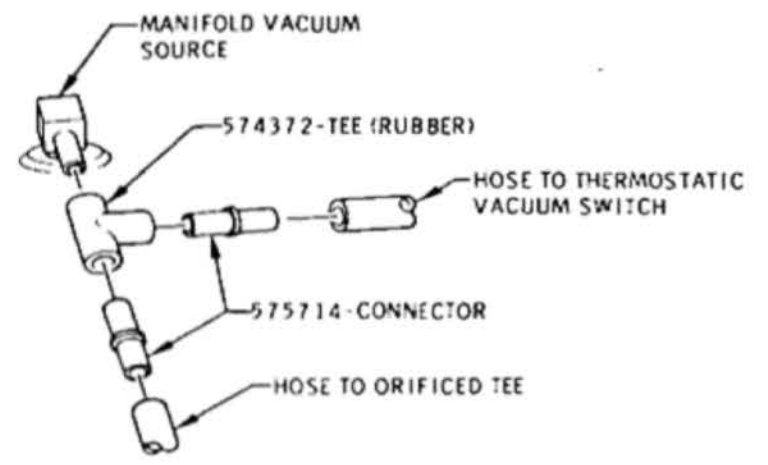 MANIFOLD VACUUM
SOURCE
574372-TEE (RUBBER)
HOSE TO THERMOSTATIC
VACUUM SWITCH
575714-CONNECTOR
HOSE TO ORIFICED TEE